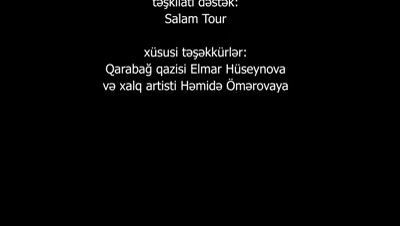 təşkilati dəstək:
Salam Tour
xüsusi təşəkkürlər:
Qarabağ qazisi Elmar Hüseynova
və xalq artisti Həmidə Ömərovaya